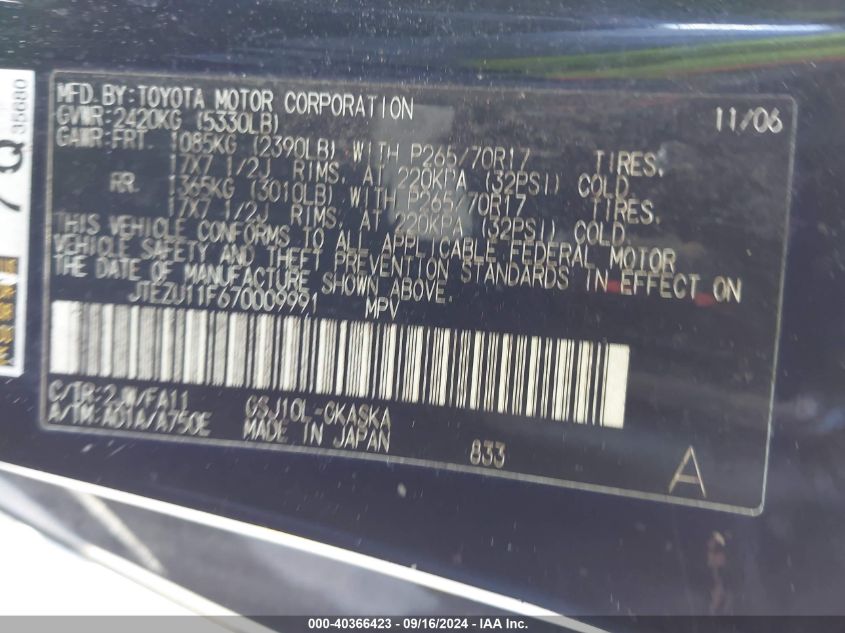 35680
Q
MFD.BY:TOYOTA MOTOR CORPORATION 11/06
GVWR:2420KG (5330LB)
GAWR:FRT. 1085KG (2390LB) WITH P265/70R17 TIRES,
17X7 1/2J RIMS, AT 220KPA (32PSI) COLD.
RR. 1365KG (3010LB) WITH P265/70R17 TIRES,
17X7 1/2J RIMS, AT 220KPA (32PSI) COLD.
THIS VEHICLE CONFORMS TO ALL APPLICABLE FEDERAL MOTOR
VEHICLE SAFETY AND THEFT PREVENTION STANDARDS IN EFFECT ON
THE DATE OF MANUFACTURE SHOWN ABOVE.
JTEZU11F670009991 MPV
C/TR:2JW/FA11 GSJ10L-GKASKA
A/TM:A01A/A750E MADE IN JAPAN 833
A
000-40366423 - 09/16/2024 - IAAI.com